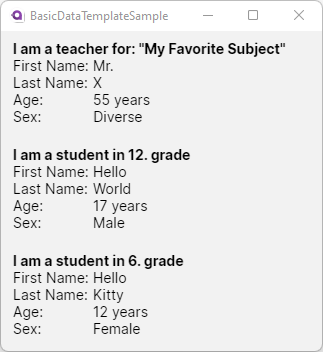 BasicDataTemplateSample
I am a teacher for: "My Favorite Subject"
First Name: Mr.
Last Name: X
Age: 55 years
Sex: Diverse
I am a student in 12. grade
First Name: Hello
Last Name: World
Age: 17 years
Sex: Male
I am a student in 6. grade
First Name: Hello
Last Name: Kitty
Age: 12 years
Sex: Female